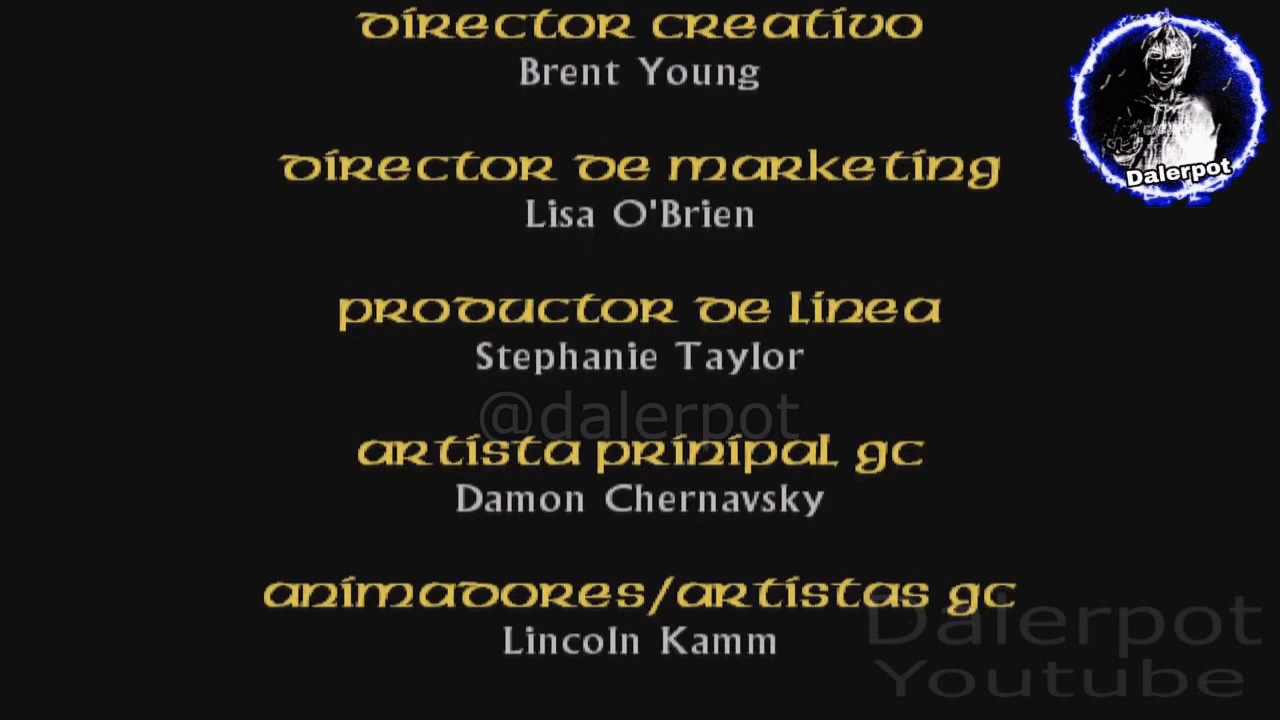 director creativo
Brent Young
Dalerpot
director de marketing
Lisa O'Brien
productor de línea
Stephanie Taylor
@dalerpot
artista prinipal gc
Damon Chernavsky
animadores/artistas gc
Dalerpot
Lincoln Kamm
Youtube